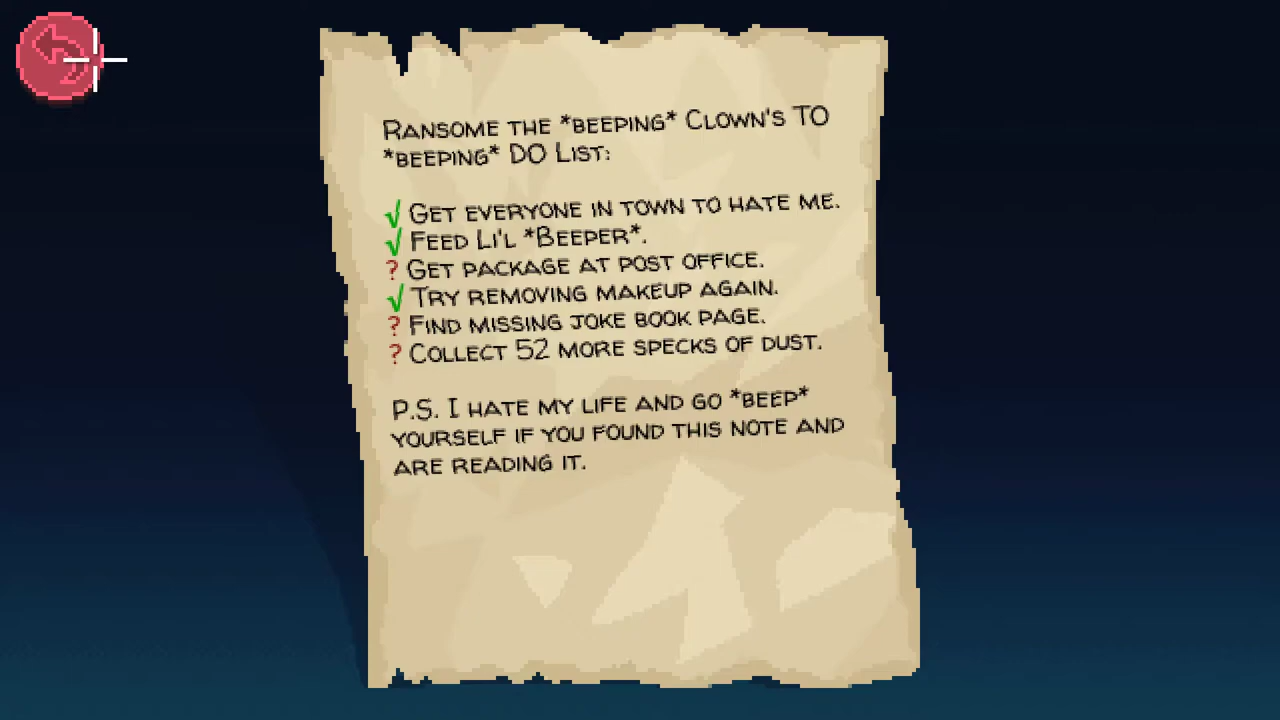 Ransome the *beeping* Clown's TO
*beeping* DO List:
√ Get everyone in town to hate me.
√ Feed Li'l *Beeper*.
? Get package at post office.
√ Try removing makeup again.
? Find missing joke book page.
? Collect 52 more specks of dust.
P.S. I hate my life and go *beep*
yourself if you found this note and
are reading it.